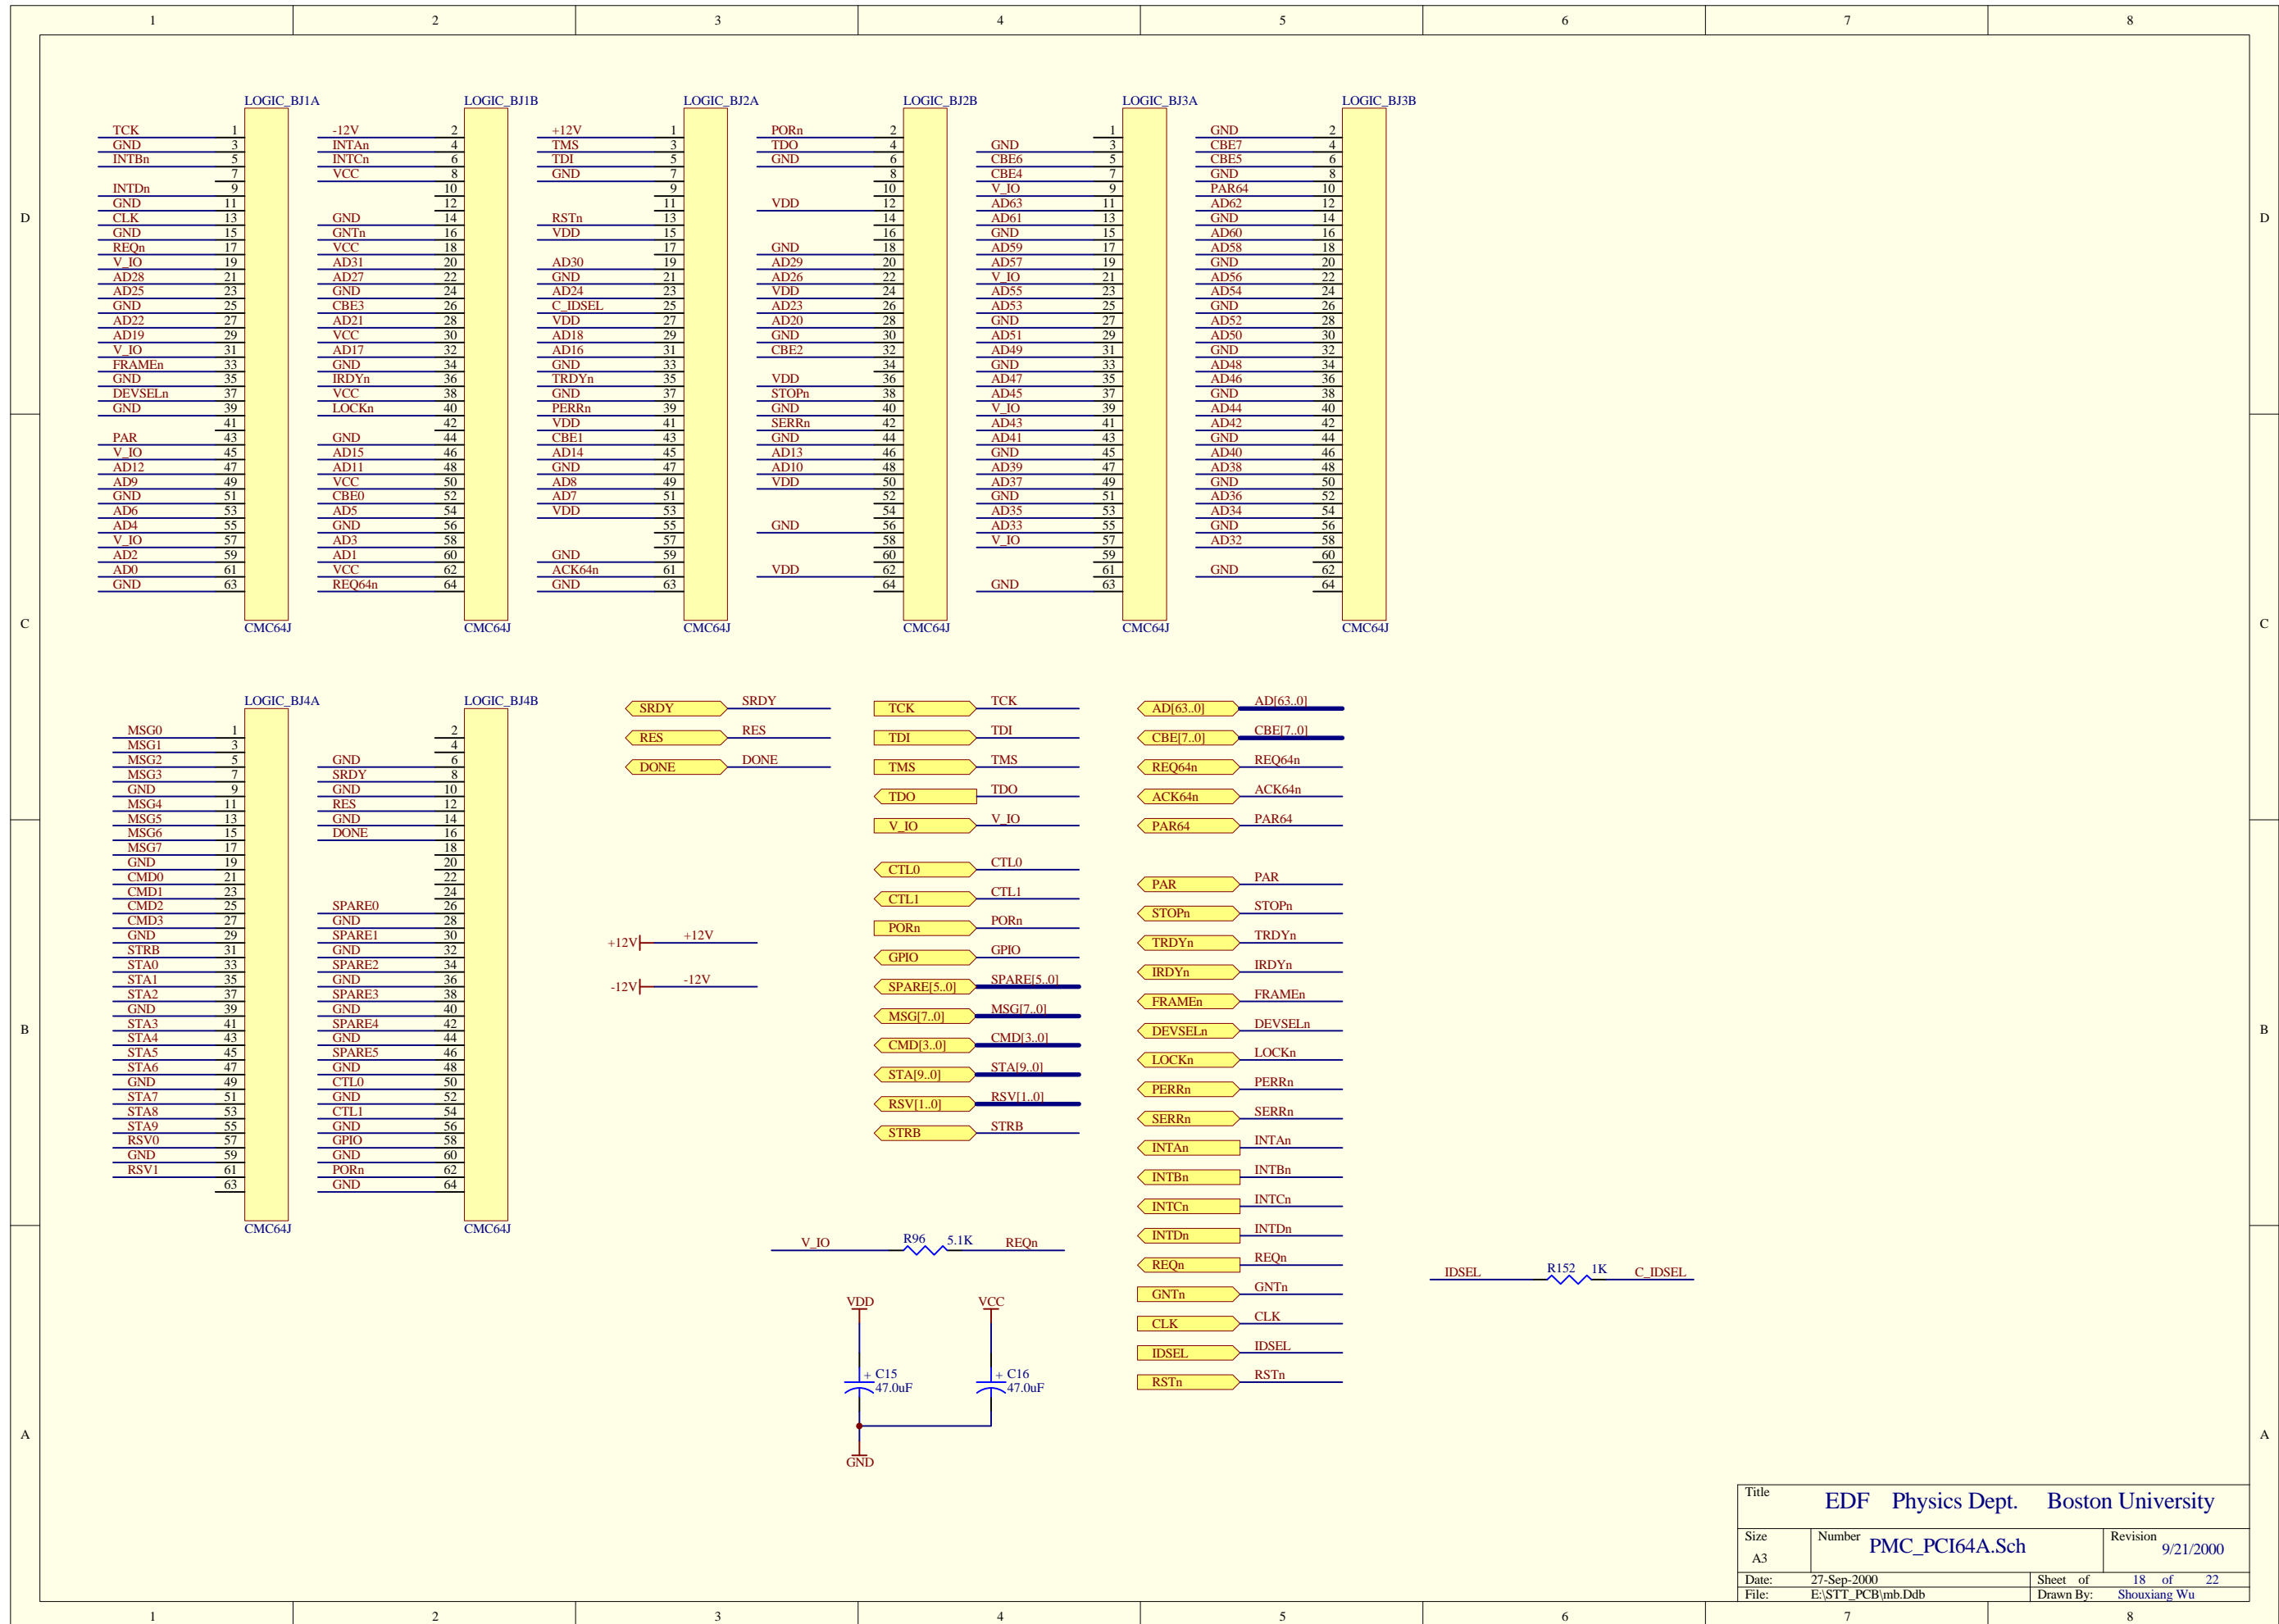 1 2 3 4 5 6 7 8
LOGIC_BJ1A
TCK 1
GND 3
INTBn 5
7
INTDn 9
GND 11
CLK 13
GND 15
REQn 17
V_IO 19
AD28 21
AD25 23
GND 25
AD22 27
AD19 29
V_IO 31
FRAMEn 33
GND 35
DEVSELn 37
GND 39
41
PAR 43
V_IO 45
AD12 47
AD9 49
GND 51
AD6 53
AD4 55
V_IO 57
AD2 59
AD0 61
GND 63
CMC64J
LOGIC_BJ1B
-12V 2
INTAn 4
INTCn 6
VCC 8
10
12
GND 14
GNTn 16
VCC 18
AD31 20
AD27 22
GND 24
CBE3 26
AD21 28
VCC 30
AD17 32
GND 34
IRDYn 36
VCC 38
LOCKn 40
42
GND 44
AD15 46
AD11 48
VCC 50
CBE0 52
AD5 54
GND 56
AD3 58
AD1 60
VCC 62
REQ64n 64
CMC64J
LOGIC_BJ2A
+12V 1
TMS 3
TDI 5
GND 7
9
11
RSTn 13
VDD 15
17
AD30 19
GND 21
AD24 23
C_IDSEL 25
VDD 27
AD18 29
AD16 31
GND 33
TRDYn 35
GND 37
PERRn 39
VDD 41
CBE1 43
AD14 45
GND 47
AD8 49
AD7 51
VDD 53
55
57
GND 59
ACK64n 61
GND 63
CMC64J
LOGIC_BJ2B
PORn 2
TDO 4
GND 6
8
10
VDD 12
14
16
GND 18
AD29 20
AD26 22
VDD 24
AD23 26
AD20 28
GND 30
CBE2 32
34
VDD 36
STOPn 38
GND 40
SERRn 42
GND 44
AD13 46
AD10 48
VDD 50
52
54
GND 56
58
60
VDD 62
64
CMC64J
LOGIC_BJ3A
1
GND 3
CBE6 5
CBE4 7
V_IO 9
AD63 11
AD61 13
GND 15
AD59 17
AD57 19
V_IO 21
AD55 23
AD53 25
GND 27
AD51 29
AD49 31
GND 33
AD47 35
AD45 37
V_IO 39
AD43 41
AD41 43
GND 45
AD39 47
AD37 49
GND 51
AD35 53
AD33 55
V_IO 57
59
61
GND 63
CMC64J
LOGIC_BJ3B
GND 2
CBE7 4
CBE5 6
GND 8
PAR64 10
AD62 12
GND 14
AD60 16
AD58 18
GND 20
AD56 22
AD54 24
GND 26
AD52 28
AD50 30
GND 32
AD48 34
AD46 36
GND 38
AD44 40
AD42 42
GND 44
AD40 46
AD38 48
GND 50
AD36 52
AD34 54
GND 56
AD32 58
60
GND 62
64
CMC64J
D D
C C
B B
A A
LOGIC_BJ4A
MSG0 1
MSG1 3
MSG2 5
MSG3 7
GND 9
MSG4 11
MSG5 13
MSG6 15
MSG7 17
GND 19
CMD0 21
CMD1 23
CMD2 25
CMD3 27
GND 29
STRB 31
STA0 33
STA1 35
STA2 37
GND 39
STA3 41
STA4 43
STA5 45
STA6 47
GND 49
STA7 51
STA8 53
STA9 55
RSV0 57
GND 59
RSV1 61
63
CMC64J
LOGIC_BJ4B
2
4
GND 6
SRDY 8
GND 10
RES 12
GND 14
DONE 16
18
20
22
24
SPARE0 26
GND 28
SPARE1 30
GND 32
SPARE2 34
GND 36
SPARE3 38
GND 40
SPARE4 42
GND 44
SPARE5 46
GND 48
CTL0 50
GND 52
CTL1 54
GND 56
GPIO 58
GND 60
PORn 62
GND 64
CMC64J
SRDY SRDY
RES RES
DONE DONE
+12V +12V
-12V -12V
TCK TCK
TDI TDI
TMS TMS
TDO TDO
V_IO V_IO
CTL0 CTL0
CTL1 CTL1
PORn PORn
GPIO GPIO
SPARE[5..0] SPARE[5..0]
MSG[7..0] MSG[7..0]
CMD[3..0] CMD[3..0]
STA[9..0] STA[9..0]
RSV[1..0] RSV[1..0]
STRB STRB
AD[63..0] AD[63..0]
CBE[7..0] CBE[7..0]
REQ64n REQ64n
ACK64n ACK64n
PAR64 PAR64
PAR PAR
STOPn STOPn
TRDYn TRDYn
IRDYn IRDYn
FRAMEn FRAMEn
DEVSELn DEVSELn
LOCKn LOCKn
PERRn PERRn
SERRn SERRn
INTAn INTAn
INTBn INTBn
INTCn INTCn
INTDn INTDn
REQn REQn
GNTn GNTn
CLK CLK
IDSEL IDSEL
RSTn RSTn
V_IO R96 5.1K REQn
IDSEL R152 1K C_IDSEL
VDD VCC
+ C15 + C16
47.0uF 47.0uF
GND
Title
EDF Physics Dept. Boston University
Size Number Revision
A3 PMC_PCI64A.Sch 9/21/2000
Date: 27-Sep-2000 Sheet of 18 of 22
File: E:\STT_PCB\mb.Ddb Drawn By: Shouxiang Wu
1 2 3 4 5 6 7 8